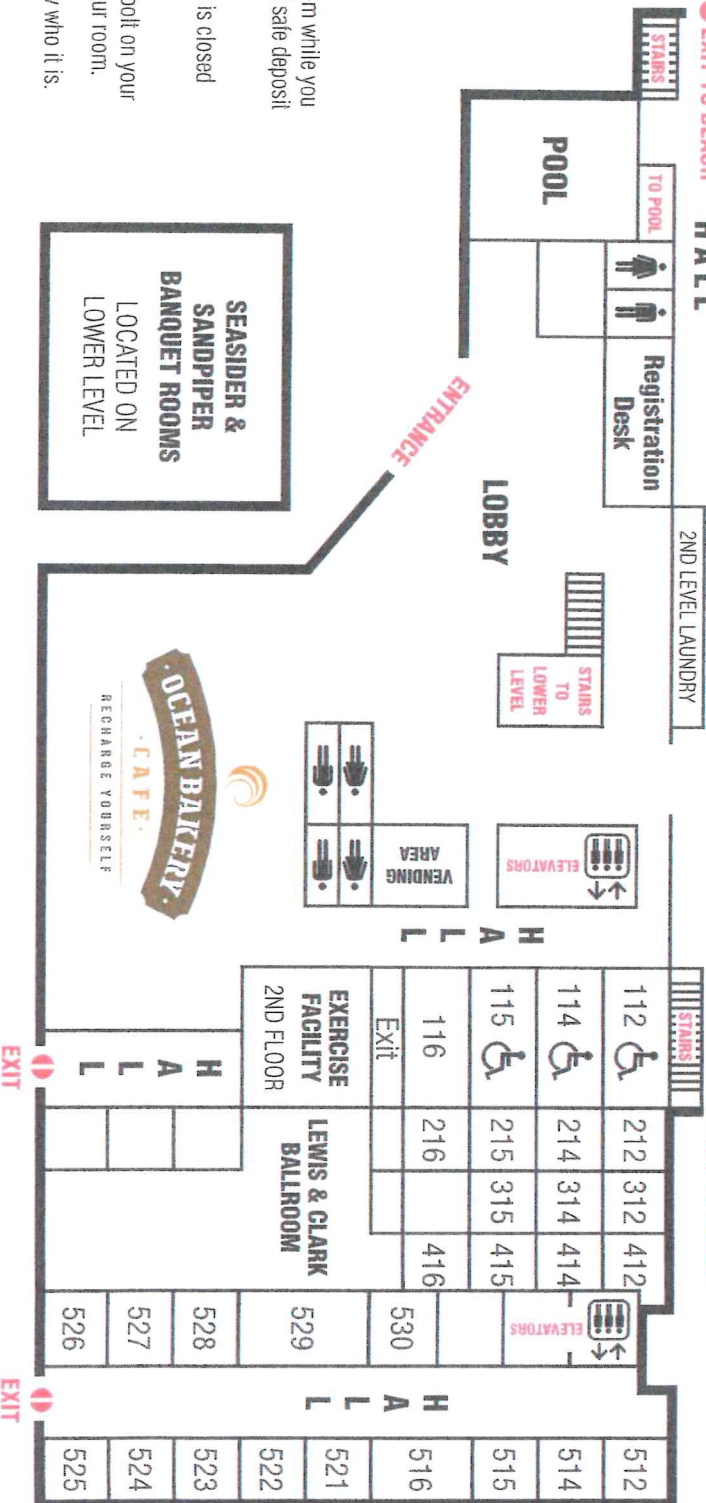 EXIT TO BEACH
HALL
STAIRS
TO POOL
POOL
Registration
Desk
2ND LEVEL LAUNDRY
ENTRANCE
LOBBY
STAIRS
TO
LOWER
LEVEL
m while you
safe deposit
is closed
bolt on your
ur room.
y who it is.
SEASIDER &
SANDPIPER
BANQUET ROOMS
LOCATED ON
LOWER LEVEL
OCEAN BAKERY
· CAFE ·
RECHARGE YOURSELF
VENDING
AREA
ELEVATORS
HALL
STAIRS
112 212 312 412
114 214 314 414
115 215 315 415
116 216 416
Exit
EXERCISE
FACILITY
2ND FLOOR
LEWIS & CLARK
BALLROOM
HALL
EXIT
ELEVATORS
530
529
528
527
526
HALL
EXIT
512
514
515
516
521
522
523
524
525